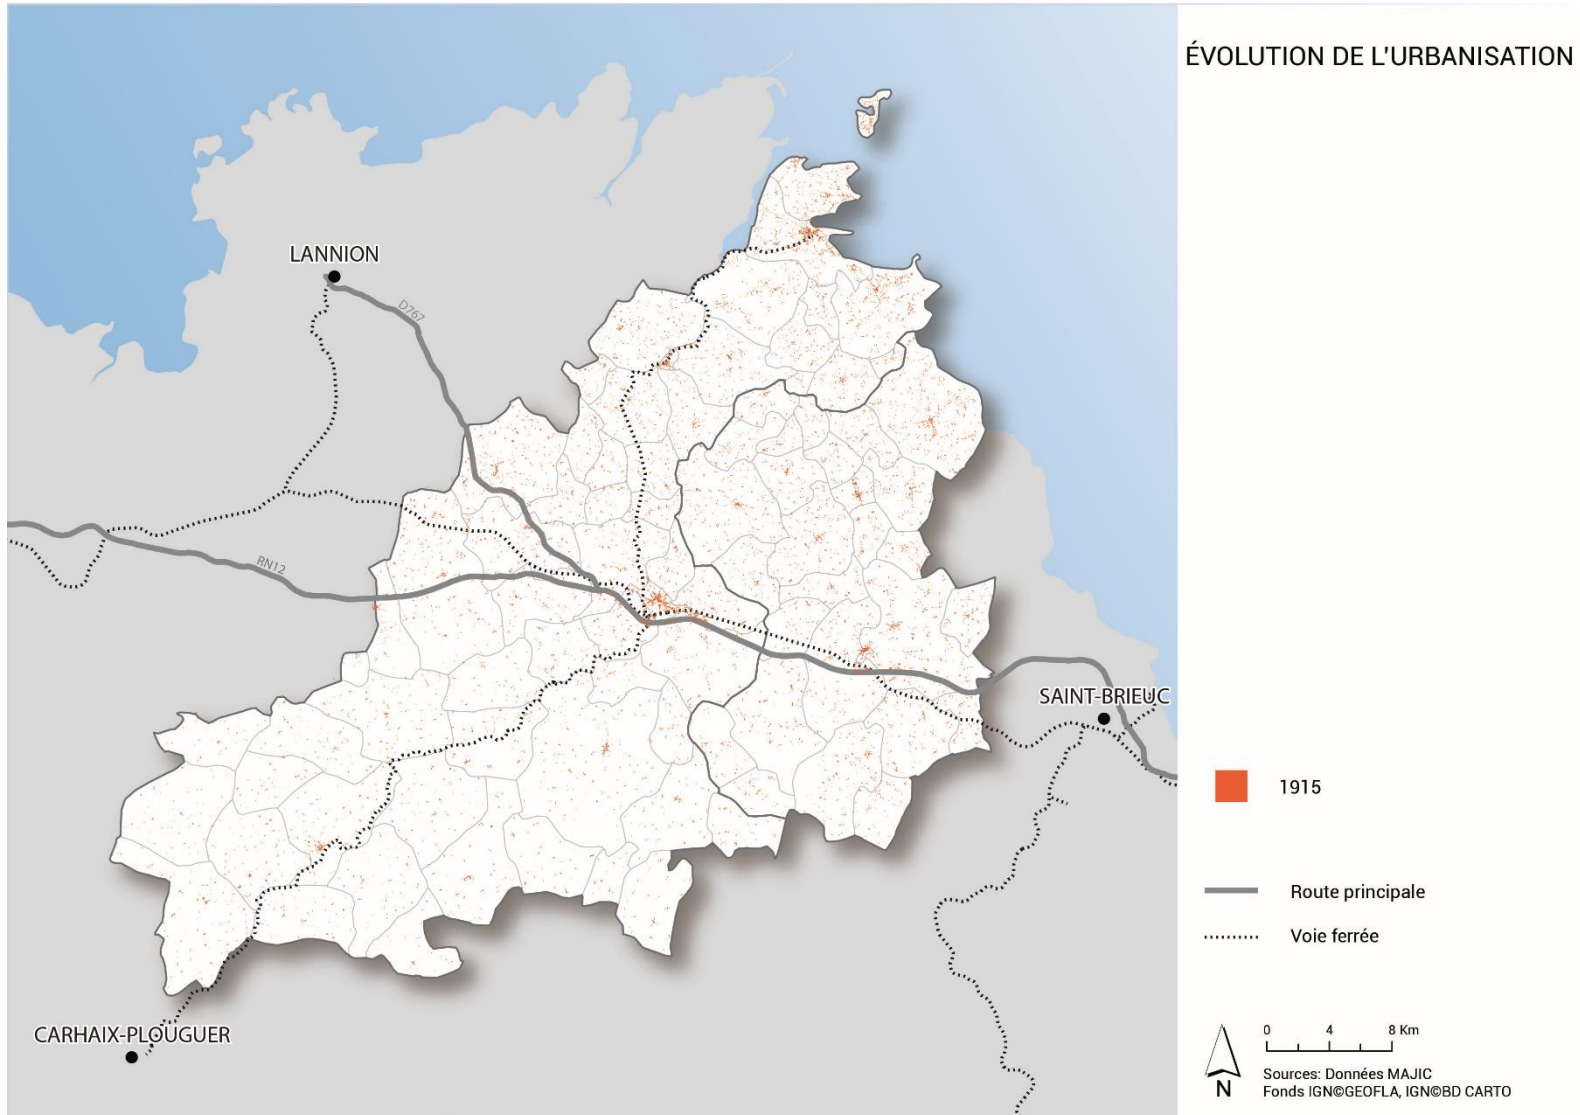 ÉVOLUTION DE L'URBANISATION
LANNION
D767
RN12
SAINT-BRIEUC
CARHAIX-PLOUGUER
1915
Route principale
Voie ferrée
0 4 8 Km
N
Sources: Données MAJIC
Fonds IGN©GEOFLA, IGN©BD CARTO